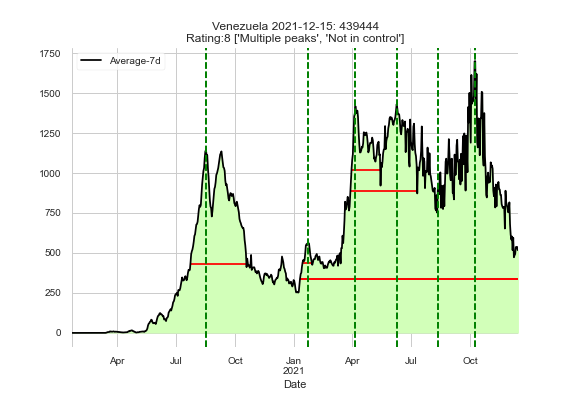 Venezuela 2021-12-15: 439444
Rating:8 ['Multiple peaks', 'Not in control']
Average-7d
1750
1500
1250
1000
750
500
250
0
Apr Jul Oct Jan Apr Jul Oct
2021
Date